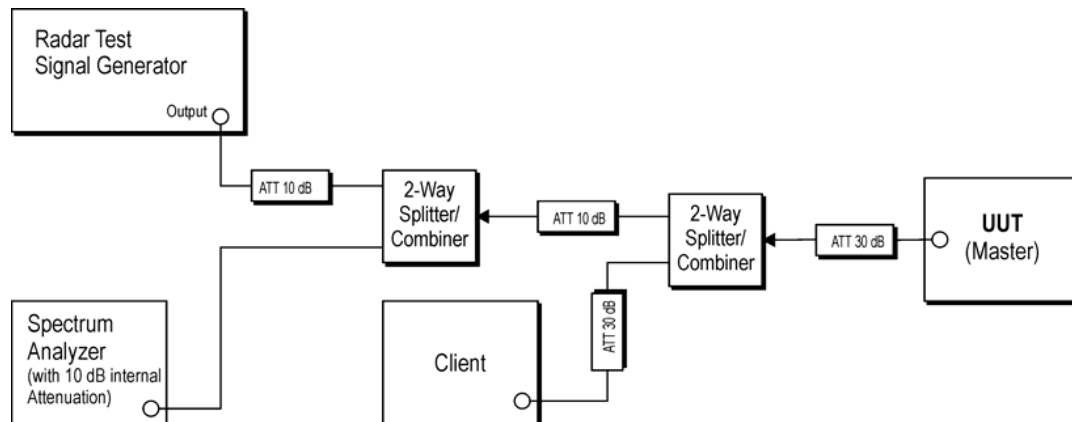 Radar Test
Signal Generator
Output
ATT 10 dB
2-Way
Splitter/
Combiner
ATT 10 dB
2-Way
Splitter/
Combiner
ATT 30 dB
UUT
(Master)
Spectrum
Analyzer
(with 10 dB internal
Attenuation)
Client
ATT 30 dB